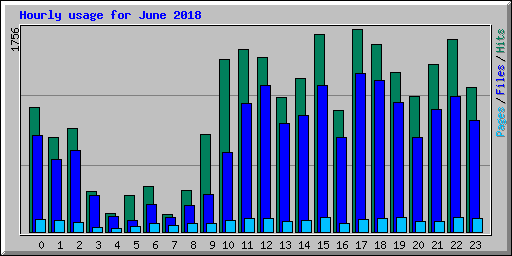 Hourly usage for June 2018
1756
Pages / Files / Hits
0 1 2 3 4 5 6 7 8 9 10 11 12 13 14 15 16 17 18 19 20 21 22 23